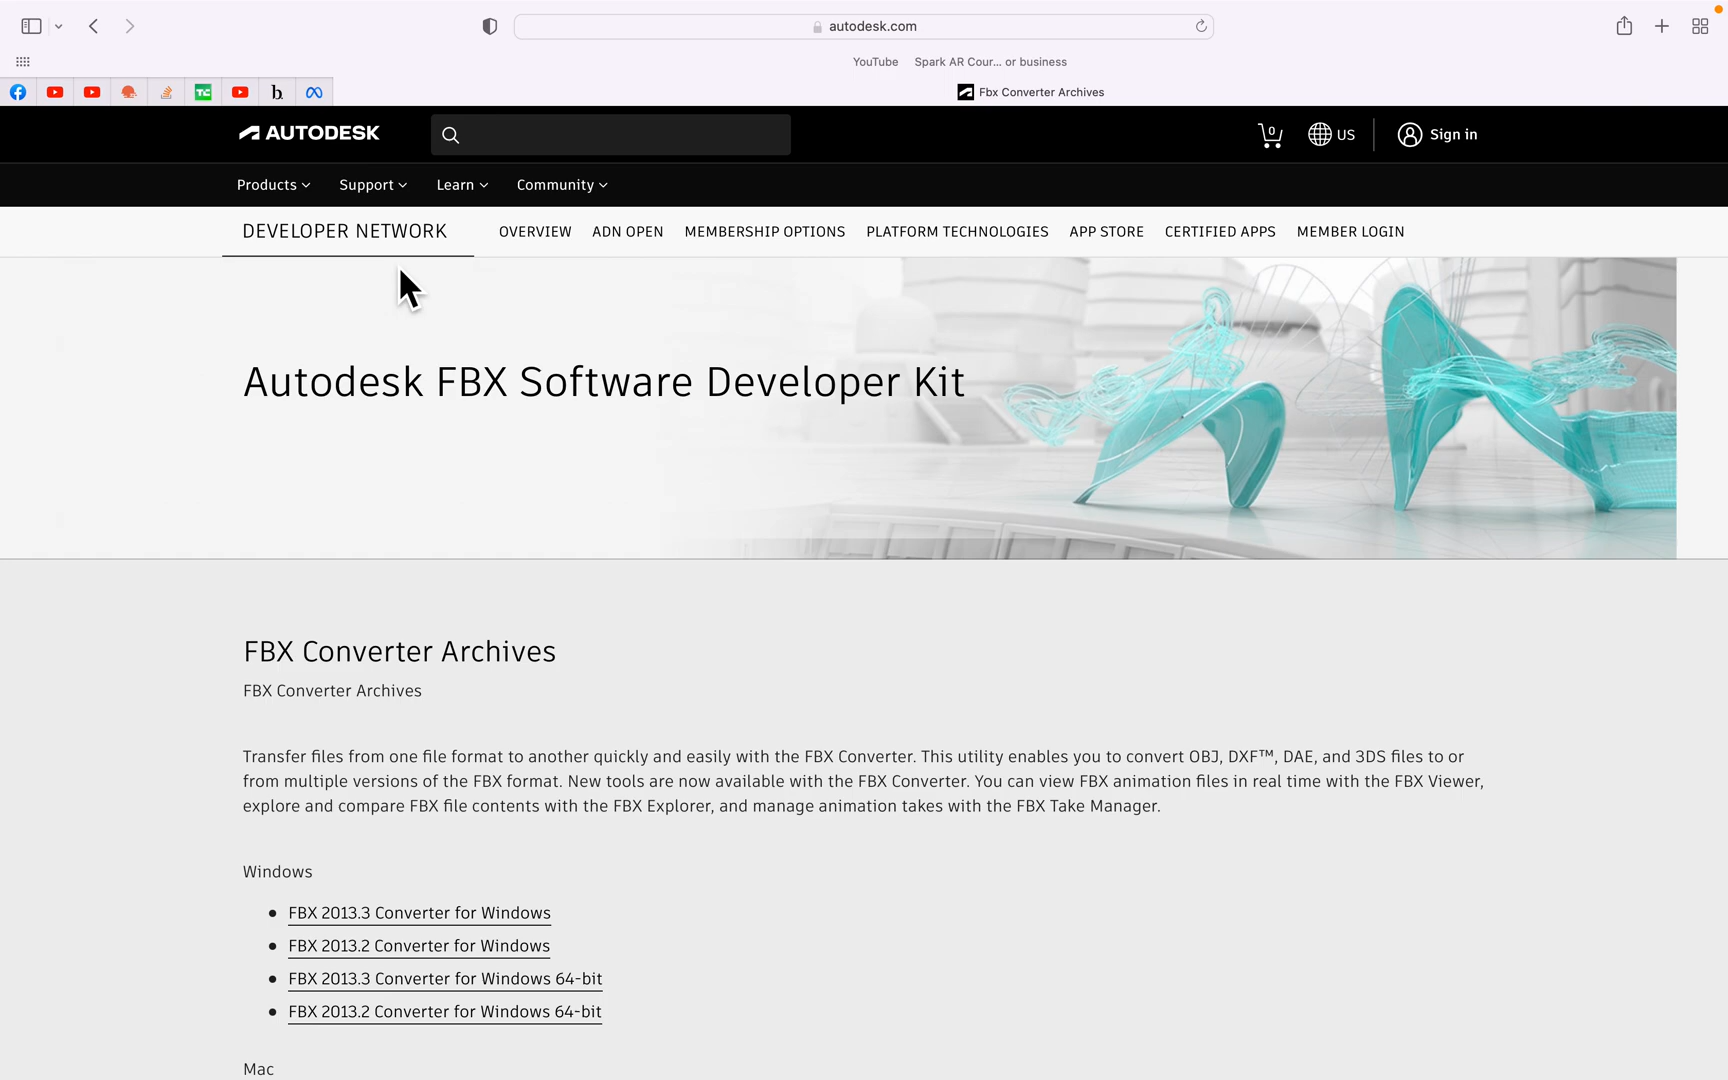 autodesk.com
YouTube Spark AR Cour... or business
TC b Fbx Converter Archives
AUTODESK 0 US Sign in
Products Support Learn Community
DEVELOPER NETWORK OVERVIEW ADN OPEN MEMBERSHIP OPTIONS PLATFORM TECHNOLOGIES APP STORE CERTIFIED APPS MEMBER LOGIN
Autodesk FBX Software Developer Kit
FBX Converter Archives
FBX Converter Archives
Transfer files from one file format to another quickly and easily with the FBX Converter. This utility enables you to convert OBJ, DXF™, DAE, and 3DS files to or
from multiple versions of the FBX format. New tools are now available with the FBX Converter. You can view FBX animation files in real time with the FBX Viewer,
explore and compare FBX file contents with the FBX Explorer, and manage animation takes with the FBX Take Manager.
Windows
FBX 2013.3 Converter for Windows
FBX 2013.2 Converter for Windows
FBX 2013.3 Converter for Windows 64-bit
FBX 2013.2 Converter for Windows 64-bit
Mac